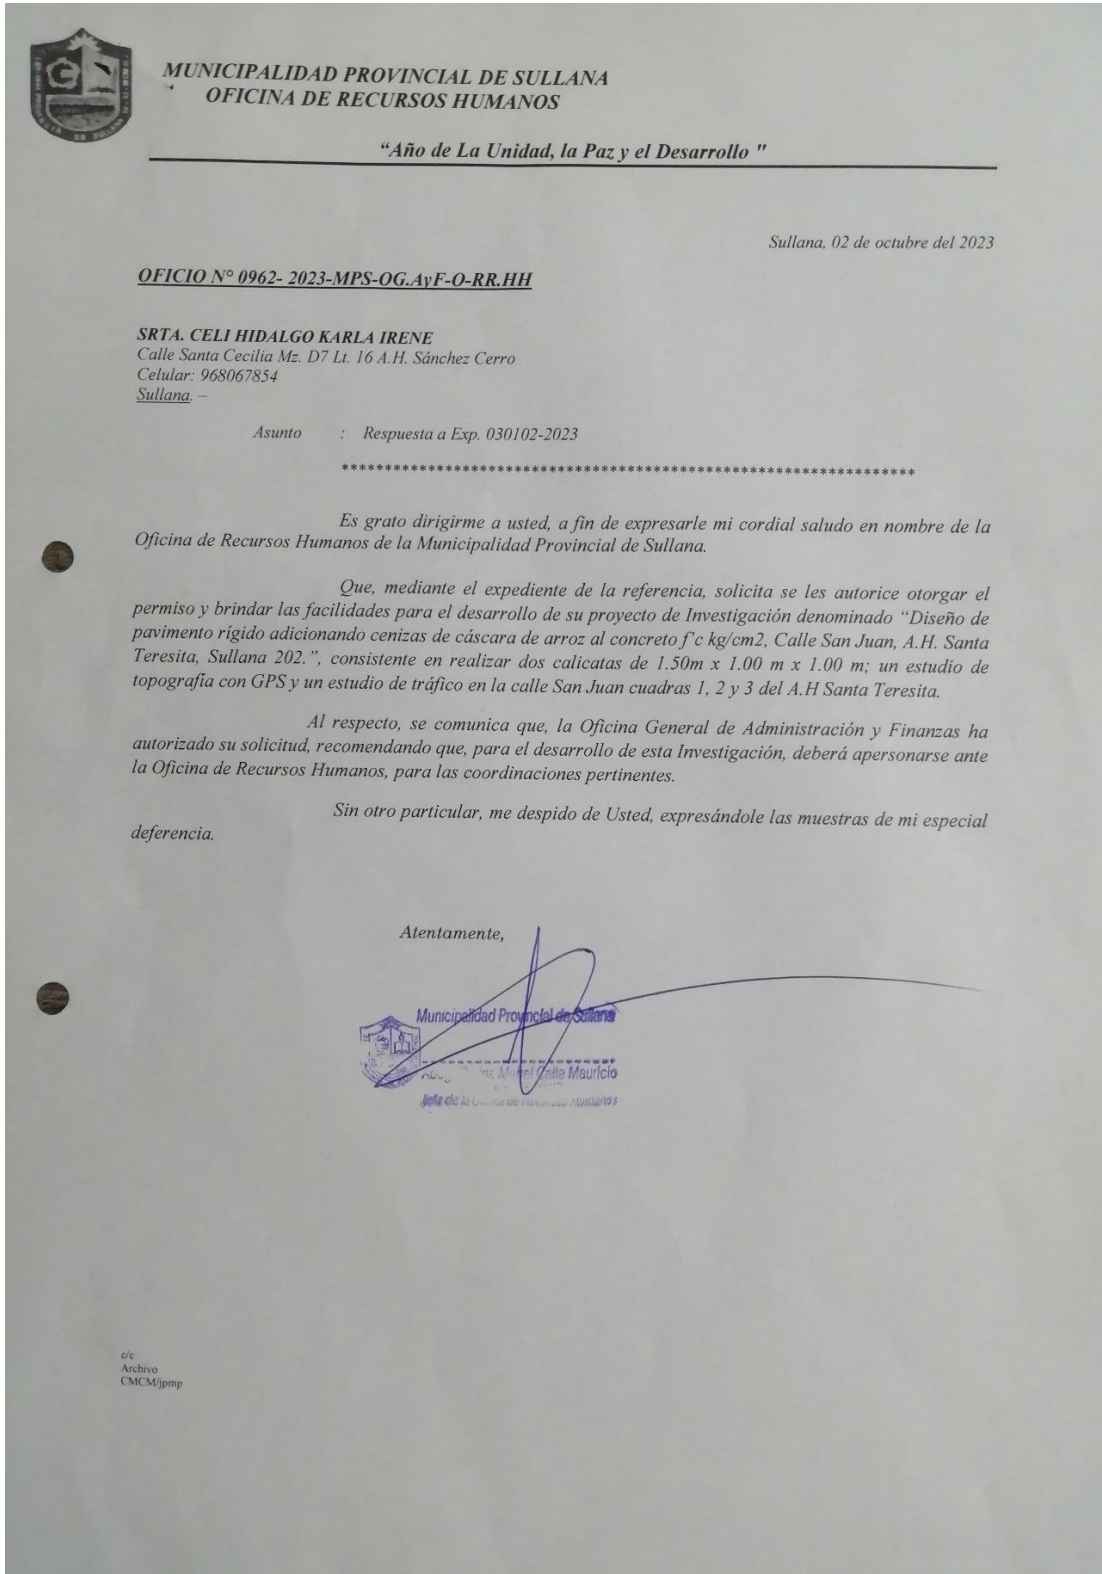 MUNICIPALIDAD PROVINCIAL DE SULLANA
OFICINA DE RECURSOS HUMANOS
“Año de La Unidad, la Paz y el Desarrollo "
Sullana, 02 de octubre del 2023
OFICIO N° 0962- 2023-MPS-OG.AyF-O-RR.HH
SRTA. CELI HIDALGO KARLA IRENE
Calle Santa Cecilia Mz. D7 Lt. 16 A.H. Sánchez Cerro
Celular: 968067854
Sullana. –
Asunto : Respuesta a Exp. 030102-2023
******************************************************************
Es grato dirigirme a usted, a fin de expresarle mi cordial saludo en nombre de la
Oficina de Recursos Humanos de la Municipalidad Provincial de Sullana.
Que, mediante el expediente de la referencia, solicita se les autorice otorgar el
permiso y brindar las facilidades para el desarrollo de su proyecto de Investigación denominado “Diseño de
pavimento rígido adicionando cenizas de cáscara de arroz al concreto f'c kg/cm2, Calle San Juan, A.H. Santa
Teresita, Sullana 202.”, consistente en realizar dos calicatas de 1.50m x 1.00 m x 1.00 m; un estudio de
topografía con GPS y un estudio de tráfico en la calle San Juan cuadras 1, 2 y 3 del A.H Santa Teresita.
Al respecto, se comunica que, la Oficina General de Administración y Finanzas ha
autorizado su solicitud, recomendando que, para el desarrollo de esta Investigación, deberá apersonarse ante
la Oficina de Recursos Humanos, para las coordinaciones pertinentes.
Sin otro particular, me despido de Usted, expresándole las muestras de mi especial
deferencia.
Atentamente,
Municipalidad Provincial de Sullana
Calle Mauricio
Jefa de la
c/c
Archivo
CMCM/jpmp